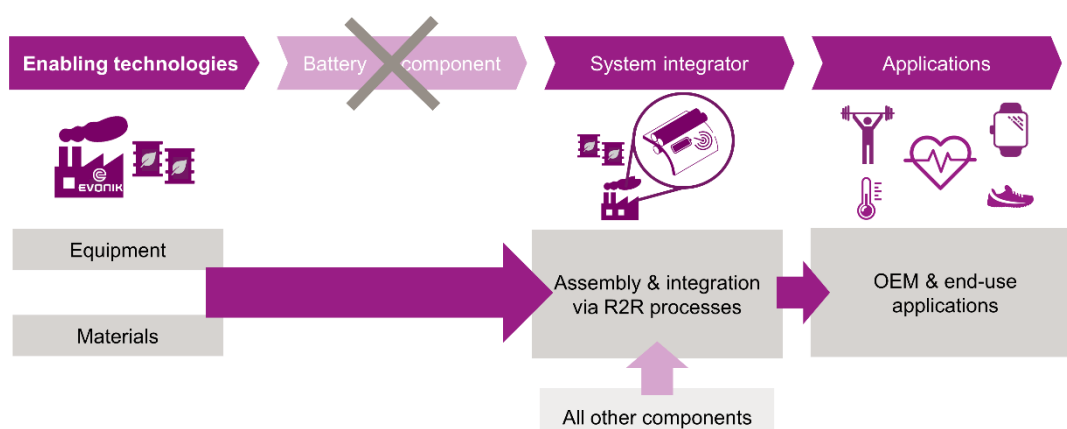 Enabling technologies
Battery component
System integrator
Applications
EVONIK
Equipment
Materials
Assembly & integration
via R2R processes
OEM & end-use
applications
All other components